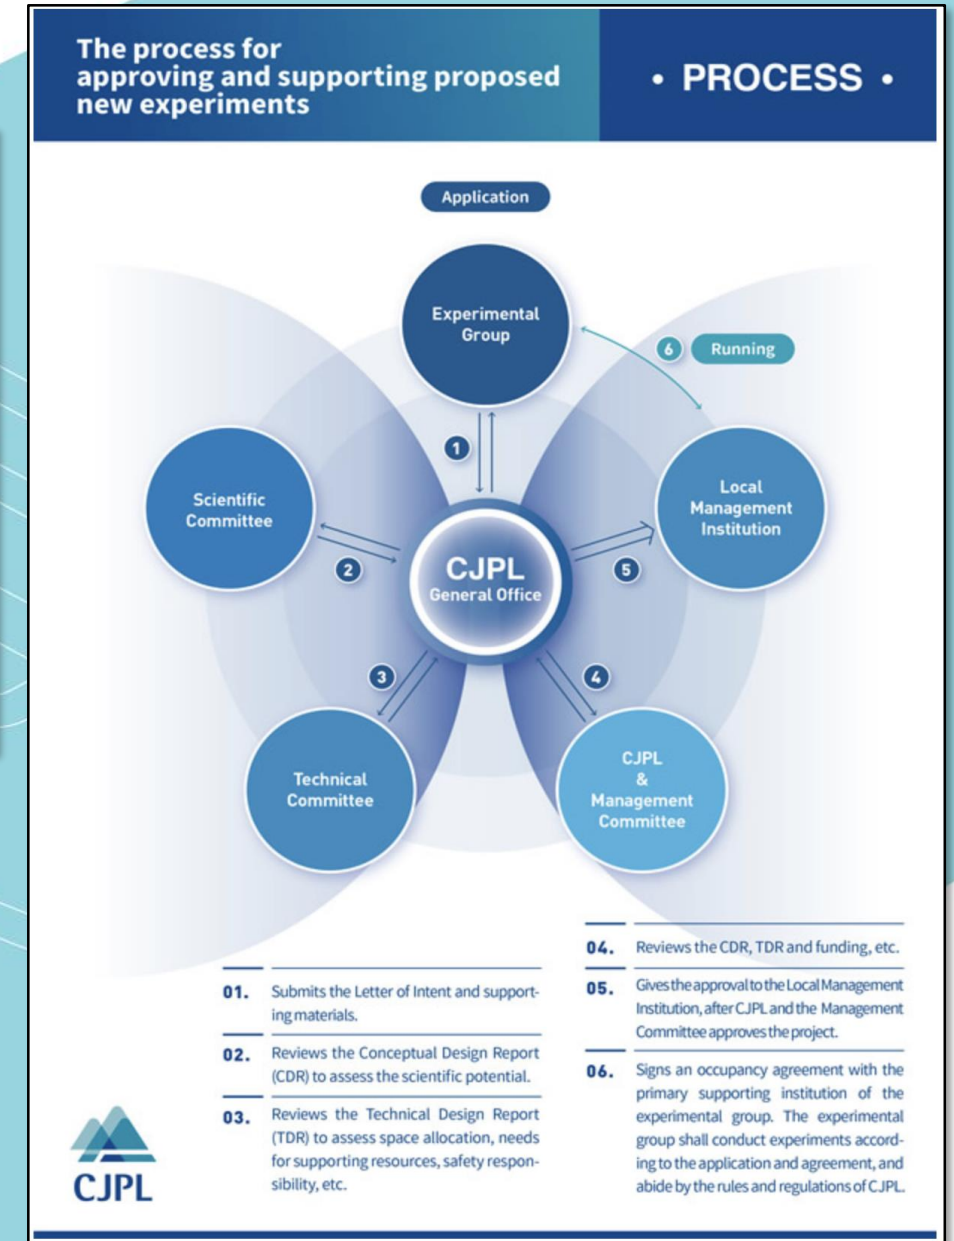 The process for
approving and supporting proposed
new experiments
• PROCESS •
Application
Experimental
Group
6
Running
1
Scientific
Committee
Local
Management
Institution
2
CJPL
General Office
5
3
4
Technical
Committee
CJPL
&
Management
Committee
01. Submits the Letter of Intent and support-
ing materials.
02. Reviews the Conceptual Design Report
(CDR) to assess the scientific potential.
03. Reviews the Technical Design Report
(TDR) to assess space allocation, needs
for supporting resources, safety respon-
sibility, etc.
04. Reviews the CDR, TDR and funding, etc.
05. Gives the approval to the Local Management
Institution, after CJPL and the Management
Committee approves the project.
06. Signs an occupancy agreement with the
primary supporting institution of the
experimental group. The experimental
group shall conduct experiments accord-
ing to the application and agreement, and
abide by the rules and regulations of CJPL.
CJPL